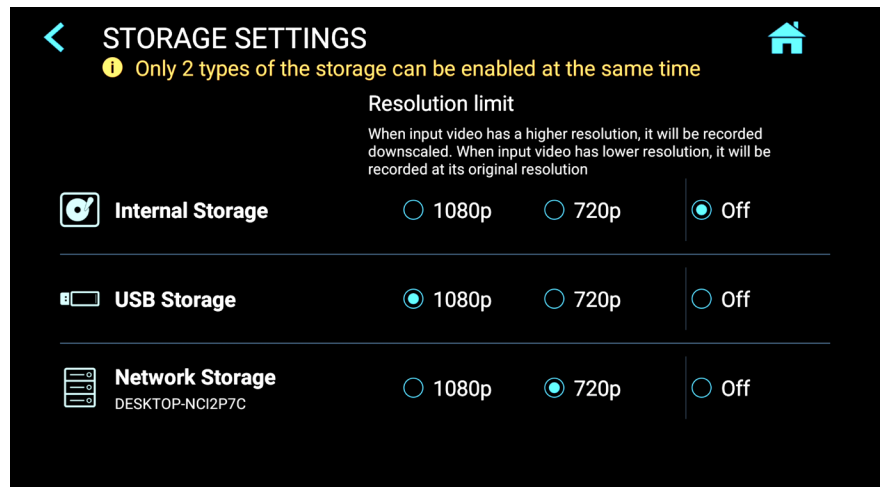 STORAGE SETTINGS
Only 2 types of the storage can be enabled at the same time
Resolution limit
When input video has a higher resolution, it will be recorded
downscaled. When input video has lower resolution, it will be
recorded at its original resolution
Internal Storage 1080p 720p Off
USB Storage 1080p 720p Off
Network Storage
DESKTOP-NCI2P7C
1080p 720p Off